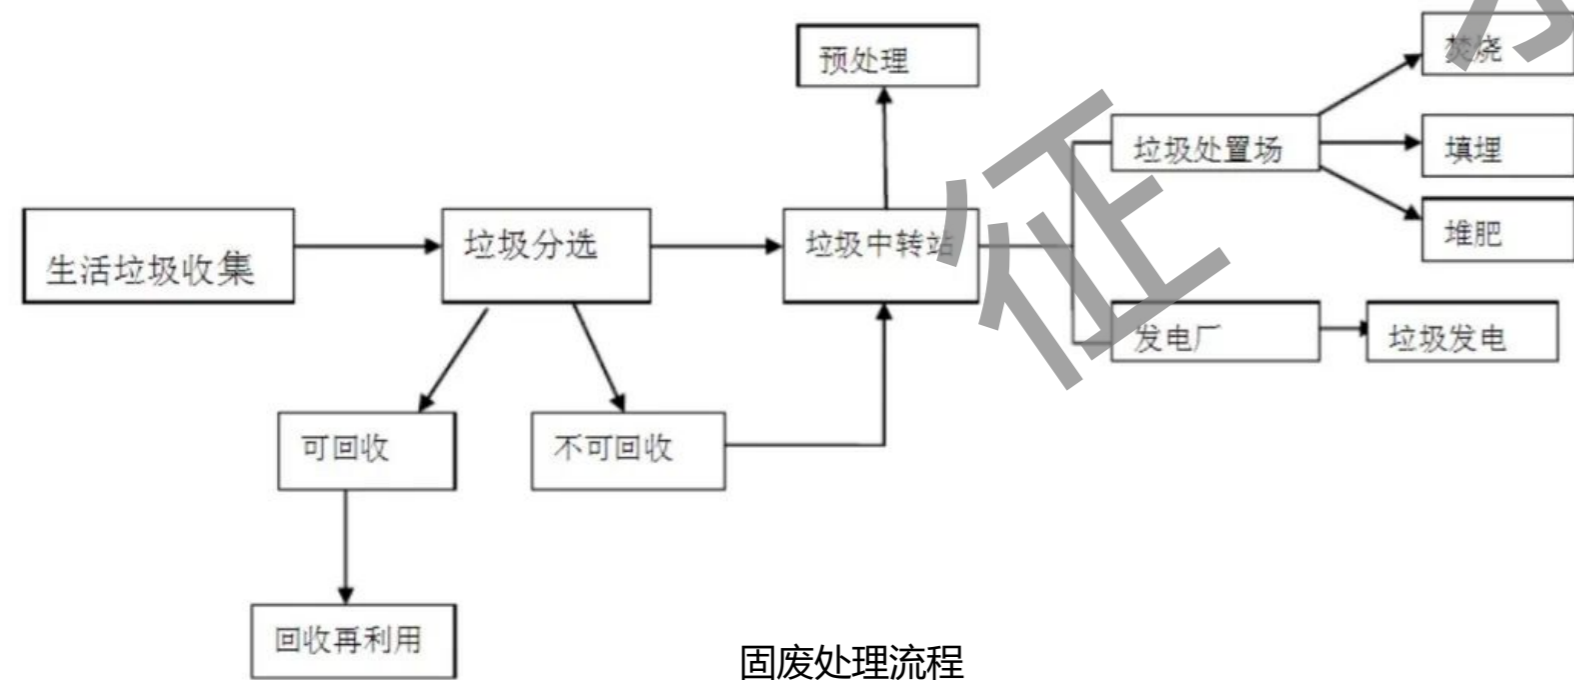 预处理
焚烧
垃圾处置场
填埋
生活垃圾收集
垃圾分选
垃圾中转站
堆肥
发电厂
垃圾发电
可回收
不可回收
回收再利用
固废处理流程
征